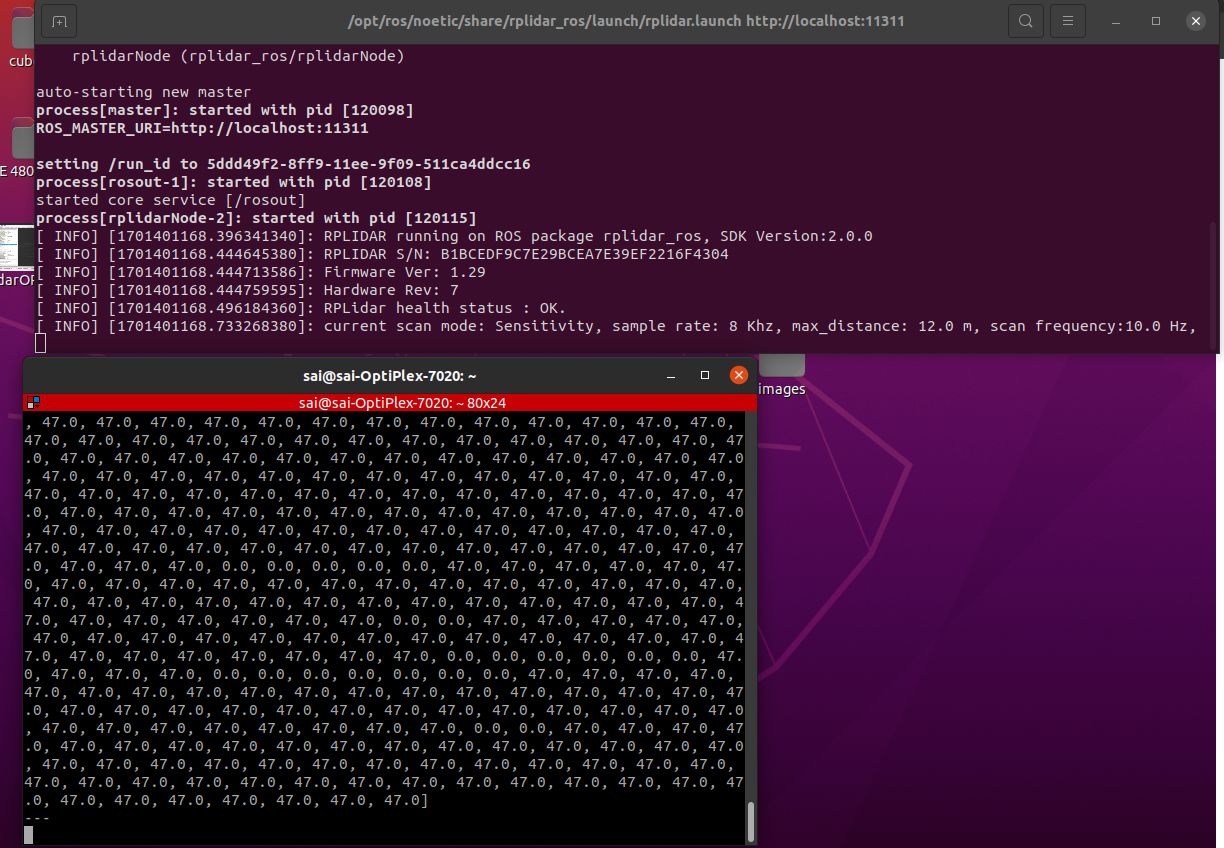 cub
E 480
darOF
images
/opt/ros/noetic/share/rplidar_ros/launch/rplidar.launch http://localhost:11311
rplidarNode (rplidar_ros/rplidarNode)
auto-starting new master
process[master]: started with pid [120098]
ROS_MASTER_URI=http://localhost:11311
setting /run_id to 5ddd49f2-8ff9-11ee-9f09-511ca4ddcc16
process[rosout-1]: started with pid [120108]
started core service [/rosout]
process[rplidarNode-2]: started with pid [120115]
[ INFO] [1701401168.396341340]: RPLIDAR running on ROS package rplidar_ros, SDK Version:2.0.0
[ INFO] [1701401168.444645380]: RPLIDAR S/N: B1BCEDF9C7E29BCEA7E39EF2216F4304
[ INFO] [1701401168.444713586]: Firmware Ver: 1.29
[ INFO] [1701401168.444759595]: Hardware Rev: 7
[ INFO] [1701401168.496184360]: RPLidar health status : OK.
[ INFO] [1701401168.733268380]: current scan mode: Sensitivity, sample rate: 8 Khz, max_distance: 12.0 m, scan frequency:10.0 Hz,
sai@sai-OptiPlex-7020: ~
sai@sai-OptiPlex-7020: ~ 80x24
, 47.0, 47.0, 47.0, 47.0, 47.0, 47.0, 47.0, 47.0, 47.0, 47.0, 47.0, 47.0, 47.0,
47.0, 47.0, 47.0, 47.0, 47.0, 47.0, 47.0, 47.0, 47.0, 47.0, 47.0, 47.0, 47.0, 47
.0, 47.0, 47.0, 47.0, 47.0, 47.0, 47.0, 47.0, 47.0, 47.0, 47.0, 47.0, 47.0, 47.0
, 47.0, 47.0, 47.0, 47.0, 47.0, 47.0, 47.0, 47.0, 47.0, 47.0, 47.0, 47.0, 47.0,
47.0, 47.0, 47.0, 47.0, 47.0, 47.0, 47.0, 47.0, 47.0, 47.0, 47.0, 47.0, 47.0, 47
.0, 47.0, 47.0, 47.0, 47.0, 47.0, 47.0, 47.0, 47.0, 47.0, 47.0, 47.0, 47.0, 47.0
, 47.0, 47.0, 47.0, 47.0, 47.0, 47.0, 47.0, 47.0, 47.0, 47.0, 47.0, 47.0, 47.0,
47.0, 47.0, 47.0, 47.0, 47.0, 47.0, 47.0, 47.0, 47.0, 47.0, 47.0, 47.0, 47.0, 47
.0, 47.0, 47.0, 47.0, 0.0, 0.0, 0.0, 0.0, 0.0, 47.0, 47.0, 47.0, 47.0, 47.0, 47.
0, 47.0, 47.0, 47.0, 47.0, 47.0, 47.0, 47.0, 47.0, 47.0, 47.0, 47.0, 47.0, 47.0,
 47.0, 47.0, 47.0, 47.0, 47.0, 47.0, 47.0, 47.0, 47.0, 47.0, 47.0, 47.0, 47.0, 4
7.0, 47.0, 47.0, 47.0, 47.0, 47.0, 47.0, 0.0, 0.0, 47.0, 47.0, 47.0, 47.0, 47.0,
 47.0, 47.0, 47.0, 47.0, 47.0, 47.0, 47.0, 47.0, 47.0, 47.0, 47.0, 47.0, 47.0, 4
7.0, 47.0, 47.0, 47.0, 47.0, 47.0, 47.0, 47.0, 0.0, 0.0, 0.0, 0.0, 0.0, 0.0, 47.
0, 47.0, 47.0, 47.0, 0.0, 0.0, 0.0, 0.0, 0.0, 0.0, 0.0, 47.0, 47.0, 47.0, 47.0,
47.0, 47.0, 47.0, 47.0, 47.0, 47.0, 47.0, 47.0, 47.0, 47.0, 47.0, 47.0, 47.0, 47
.0, 47.0, 47.0, 47.0, 47.0, 47.0, 47.0, 47.0, 47.0, 47.0, 47.0, 47.0, 47.0, 47.0
, 47.0, 47.0, 47.0, 47.0, 47.0, 47.0, 47.0, 47.0, 0.0, 0.0, 47.0, 47.0, 47.0, 47
.0, 47.0, 47.0, 47.0, 47.0, 47.0, 47.0, 47.0, 47.0, 47.0, 47.0, 47.0, 47.0, 47.0
, 47.0, 47.0, 47.0, 47.0, 47.0, 47.0, 47.0, 47.0, 47.0, 47.0, 47.0, 47.0, 47.0,
47.0, 47.0, 47.0, 47.0, 47.0, 47.0, 47.0, 47.0, 47.0, 47.0, 47.0, 47.0, 47.0, 47
.0, 47.0, 47.0, 47.0, 47.0, 47.0, 47.0, 47.0]
---